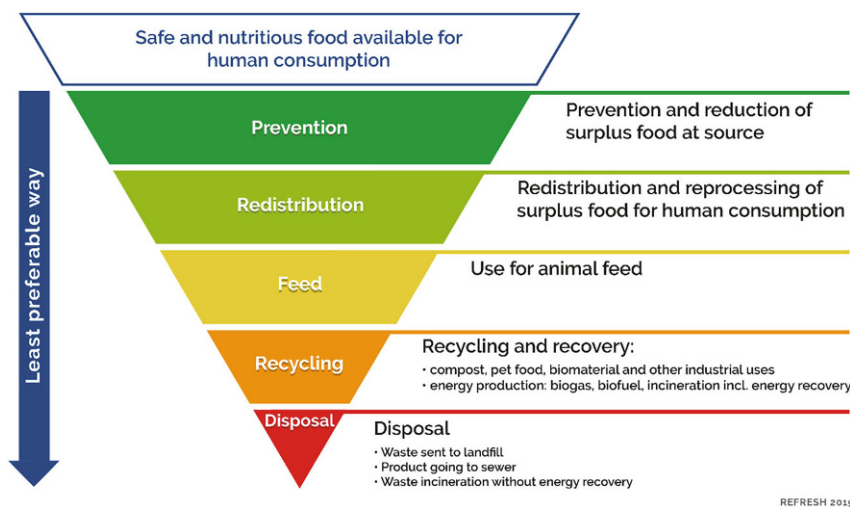 Safe and nutritious food available for
human consumption
Least preferable way
Prevention
Prevention and reduction of
surplus food at source
Redistribution
Redistribution and reprocessing of
surplus food for human consumption
Feed
Use for animal feed
Recycling
Recycling and recovery:
• compost, pet food, biomaterial and other industrial uses
• energy production: biogas, biofuel, incineration incl. energy recovery
Disposal
Disposal
• Waste sent to landfill
• Product going to sewer
• Waste incineration without energy recovery
REFRESH 2019